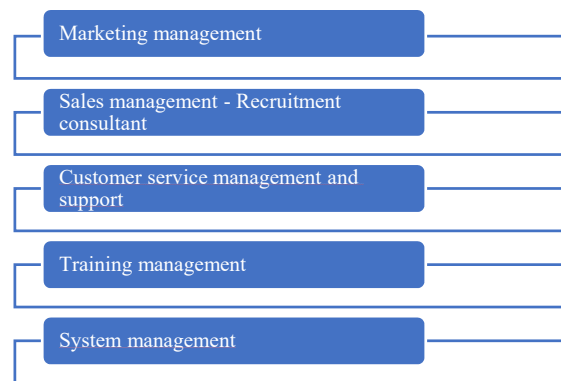 Marketing management
Sales management - Recruitment
consultant
Customer service management and
support
Training management
System management